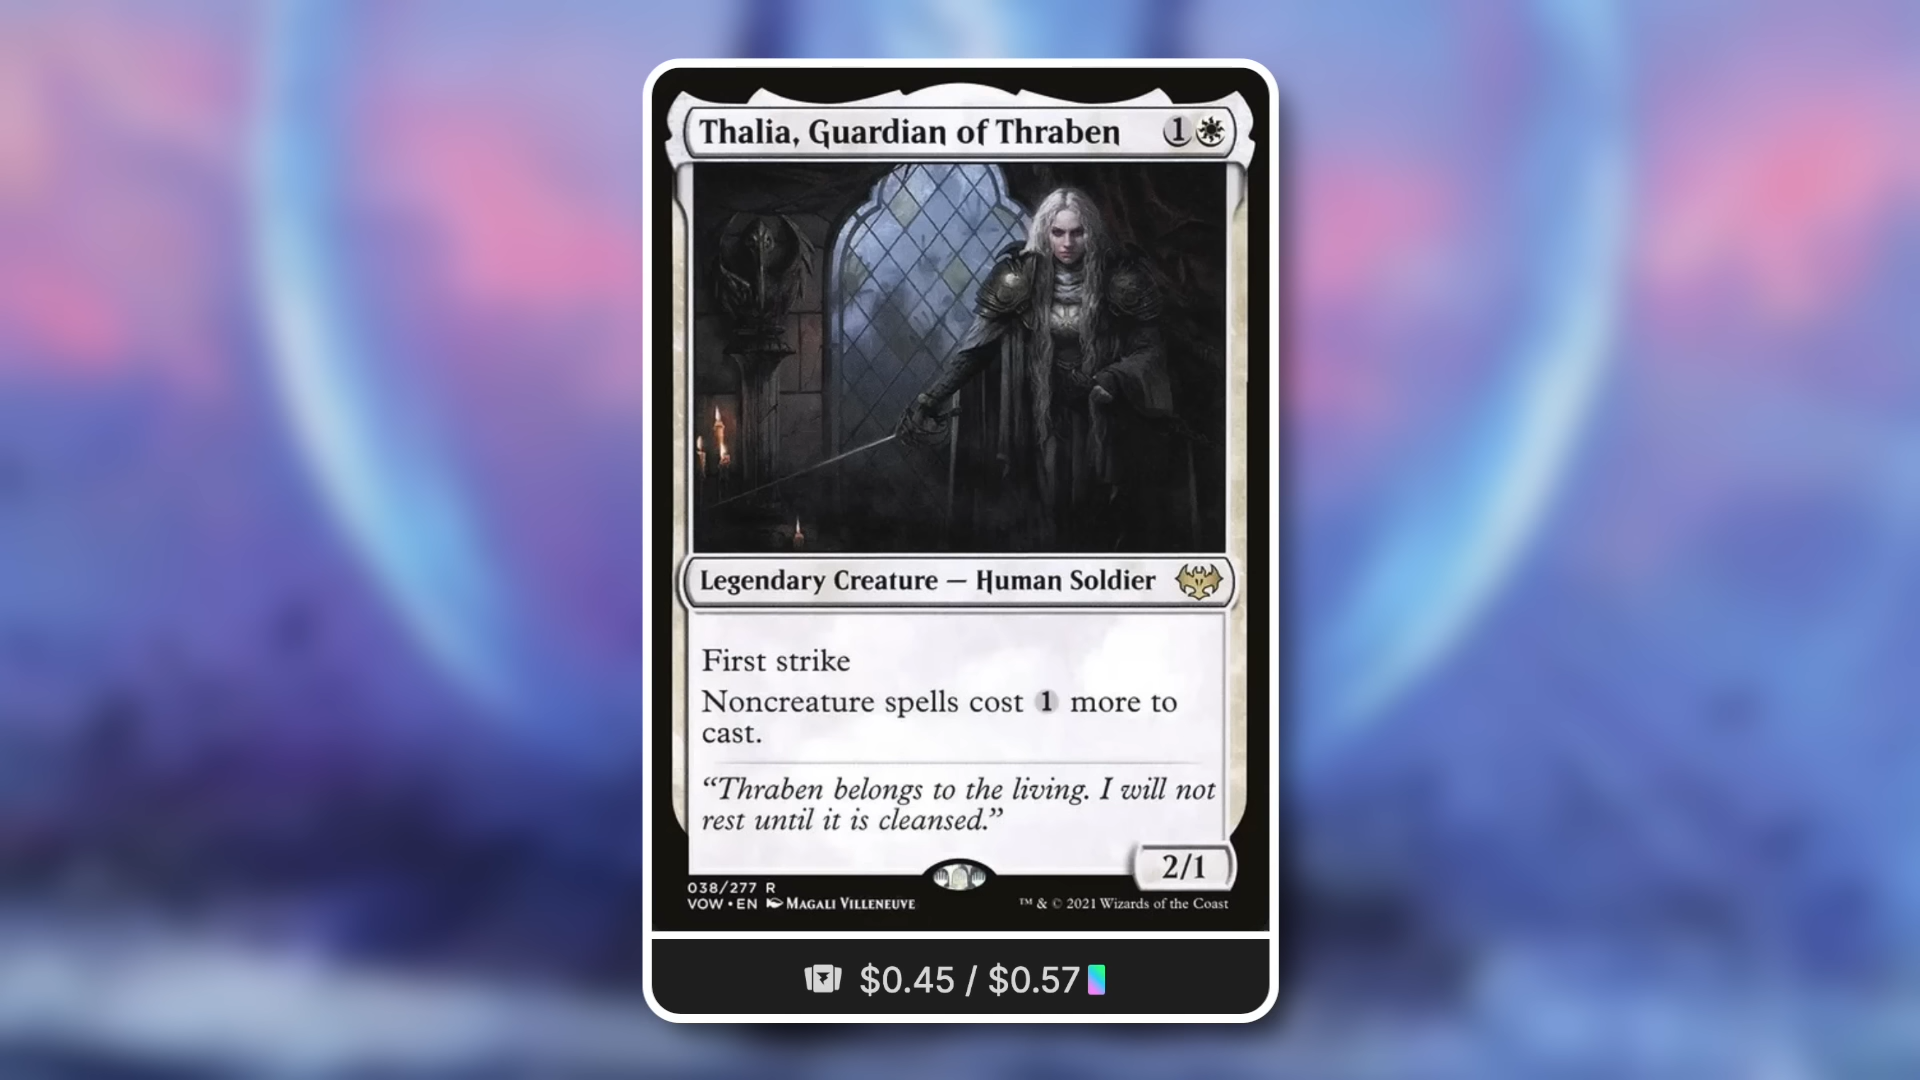 Thalia, Guardian of Thraben 1
Legendary Creature — Human Soldier
First strike
Noncreature spells cost 1 more to
cast.
“Thraben belongs to the living. I will not
rest until it is cleansed.”
2/1
038/277 R
VOW • EN MAGALI VILLENEUVE
™ & © 2021 Wizards of the Coast
$0.45 / $0.57